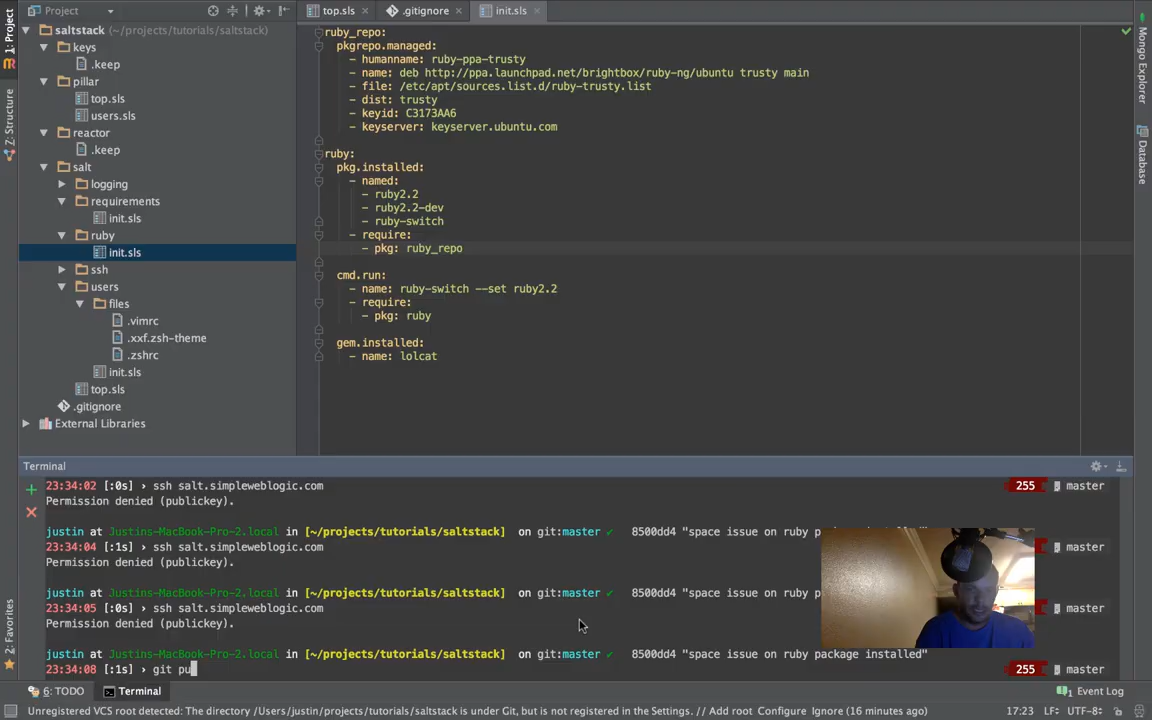 Project
top.sls
.gitignore
init.sls
1: Project
Z: Structure
2: Favorites
Mongo Explorer
Database
saltstack (~/projects/tutorials/saltstack)
keys
.keep
pillar
top.sls
users.sls
reactor
.keep
salt
logging
requirements
init.sls
ruby
init.sls
ssh
users
files
.vimrc
.xxf.zsh-theme
.zshrc
init.sls
top.sls
.gitignore
External Libraries
ruby_repo:
pkgrepo.managed:
- humanname: ruby-ppa-trusty
- name: deb http://ppa.launchpad.net/brightbox/ruby-ng/ubuntu trusty main
- file: /etc/apt/sources.list.d/ruby-trusty.list
- dist: trusty
- keyid: C3173AA6
- keyserver: keyserver.ubuntu.com
ruby:
pkg.installed:
- named:
- ruby2.2
- ruby2.2-dev
- ruby-switch
- require:
- pkg: ruby_repo
cmd.run:
- name: ruby-switch --set ruby2.2
- require:
- pkg: ruby
gem.installed:
- name: lolcat
Terminal
23:34:02 [:0s] › ssh salt.simpleweblogic.com 255 master
Permission denied (publickey).
justin at Justins-MacBook-Pro-2.local in [~/projects/tutorials/saltstack] on git:master ✓ 8500dd4 "space issue on ruby package installed"
23:34:04 [:1s] › ssh salt.simpleweblogic.com master
Permission denied (publickey).
justin at Justins-MacBook-Pro-2.local in [~/projects/tutorials/saltstack] on git:master ✓ 8500dd4 "space issue on ruby p
23:34:05 [:0s] › ssh salt.simpleweblogic.com master
Permission denied (publickey).
justin at Justins-MacBook-Pro-2.local in [~/projects/tutorials/saltstack] on git:master ✓ 8500dd4 "space issue on ruby package installed"
23:34:08 [:1s] › git pu 255 master
6: TODO
Terminal
Event Log
Unregistered VCS root detected: The directory /Users/justin/projects/tutorials/saltstack is under Git, but is not registered in the Settings. // Add root Configure Ignore (16 minutes ago)
17:23 LF÷ UTF-8÷